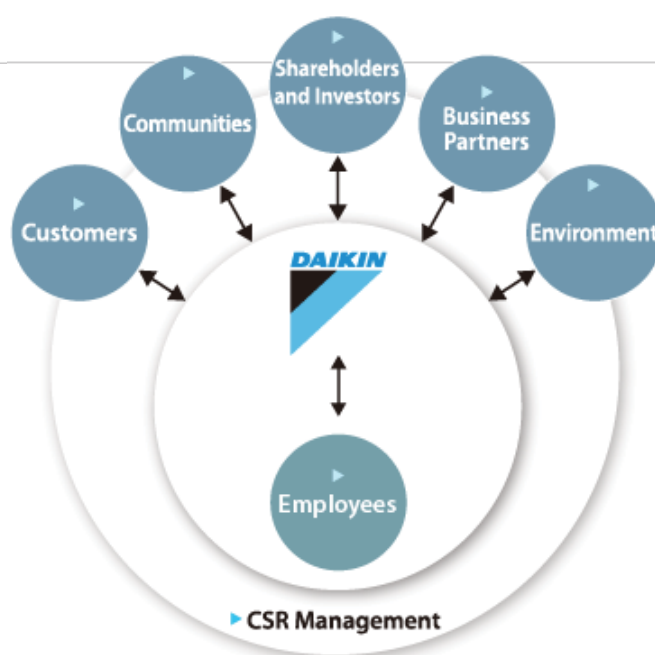 Shareholders
and Investors
Communities
Business
Partners
Customers
Environment
DAIKIN
Employees
CSR Management